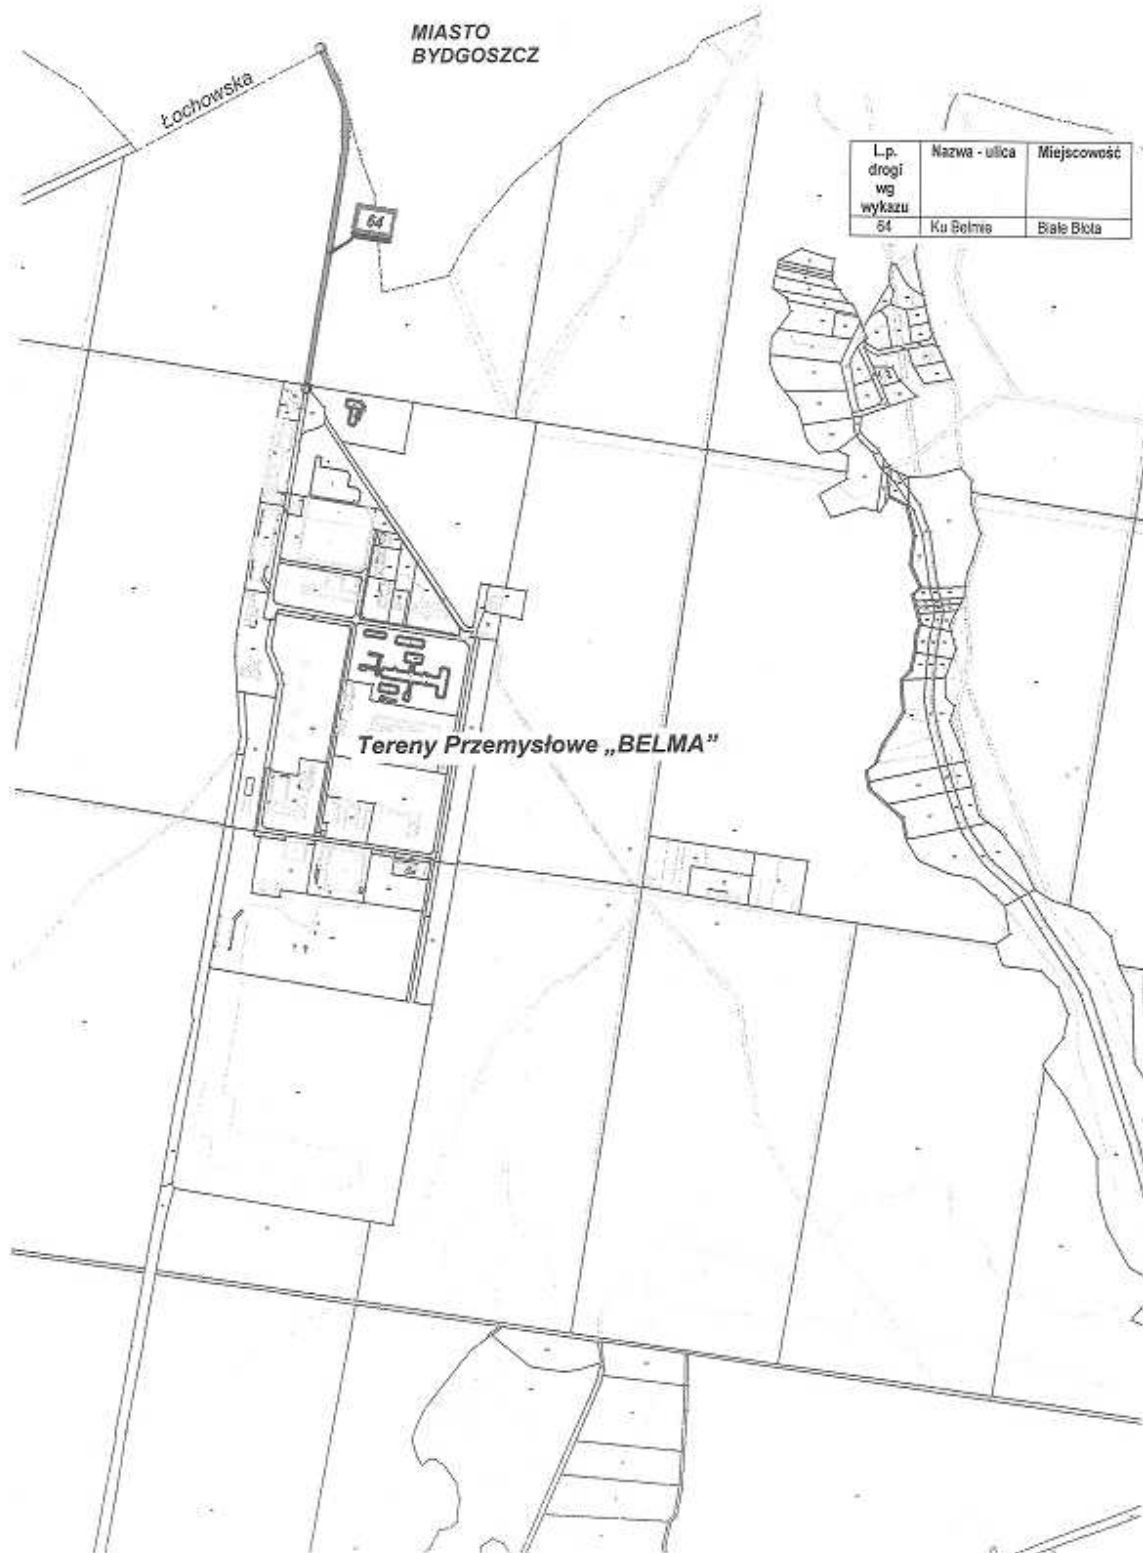 MIASTO
BYDGOSZCZ
Łochowska
64
L.p. drogi wg wykazu
Nazwa - ulica
Miejscowość
64
Ku Belmie
Białe Błota
Tereny Przemysłowe „BELMA”